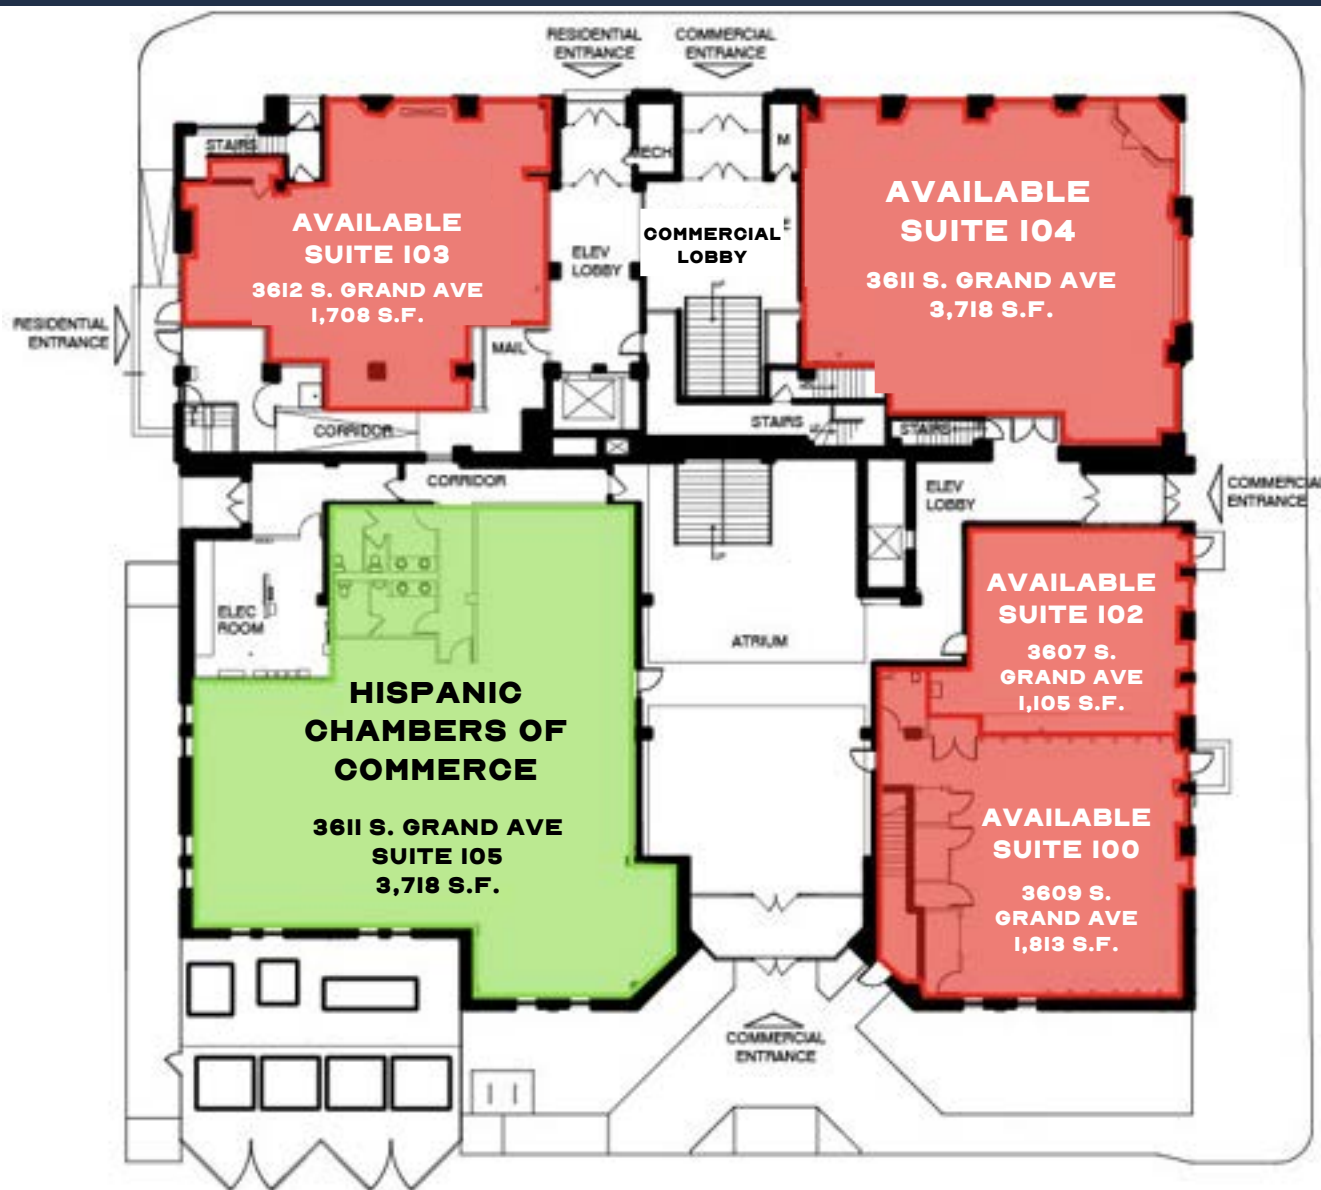 RESIDENTIAL
ENTRANCE
COMMERCIAL
ENTRANCE
STAIRS
MECH
M
AVAILABLE
SUITE 103
3612 S. GRAND AVE
1,708 S.F.
ELEV
LOBBY
COMMERCIAL
LOBBY
AVAILABLE
SUITE 104
3611 S. GRAND AVE
3,718 S.F.
RESIDENTIAL
ENTRANCE
MAIL
CORRIDOR
STAIRS
STAIRS
CORRIDOR
ELEV
LOBBY
COMMERCIAL
ENTRANCE
ELEC
ROOM
ATRIUM
AVAILABLE
SUITE 102
3607 S.
GRAND AVE
1,105 S.F.
HISPANIC
CHAMBERS OF
COMMERCE
3611 S. GRAND AVE
SUITE 105
3,718 S.F.
AVAILABLE
SUITE 100
3609 S.
GRAND AVE
1,813 S.F.
COMMERCIAL
ENTRANCE